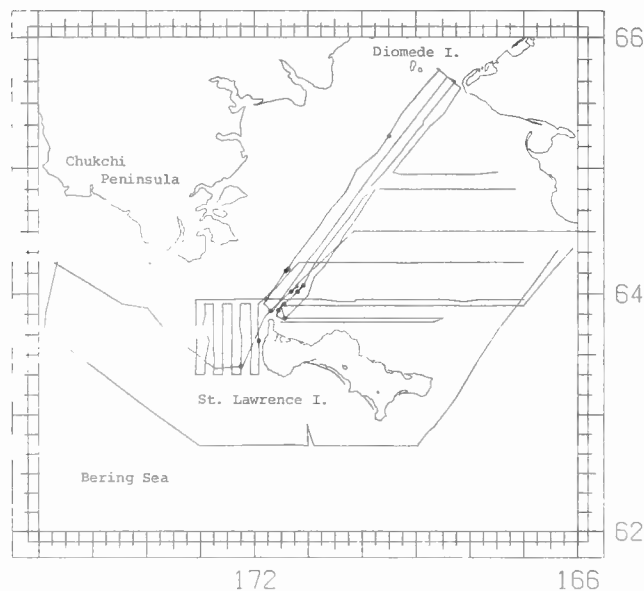 66
Diomede I.
Chukchi
Peninsula
64
St. Lawrence I.
Bering Sea
62
172 166